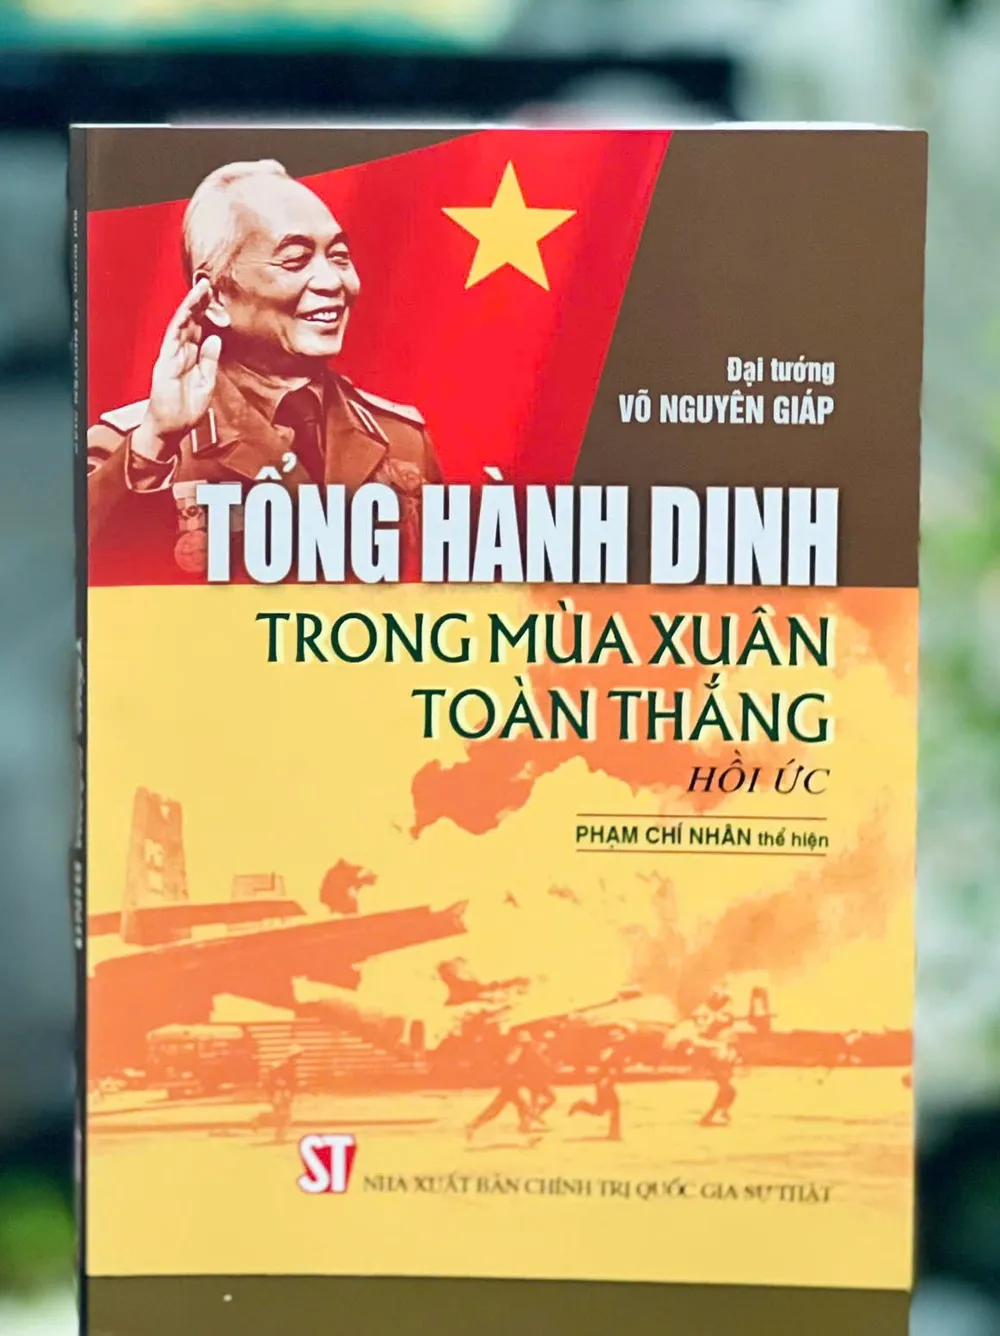 Đại tướng
VÕ NGUYÊN GIÁP
TỔNG HÀNH DINH
TRONG MÙA XUÂN
TOÀN THẮNG
HỒI ỨC
PHẠM CHÍ NHÂN thể hiện
ST NHÀ XUẤT BẢN CHÍNH TRỊ QUỐC GIA SỰ THẬT